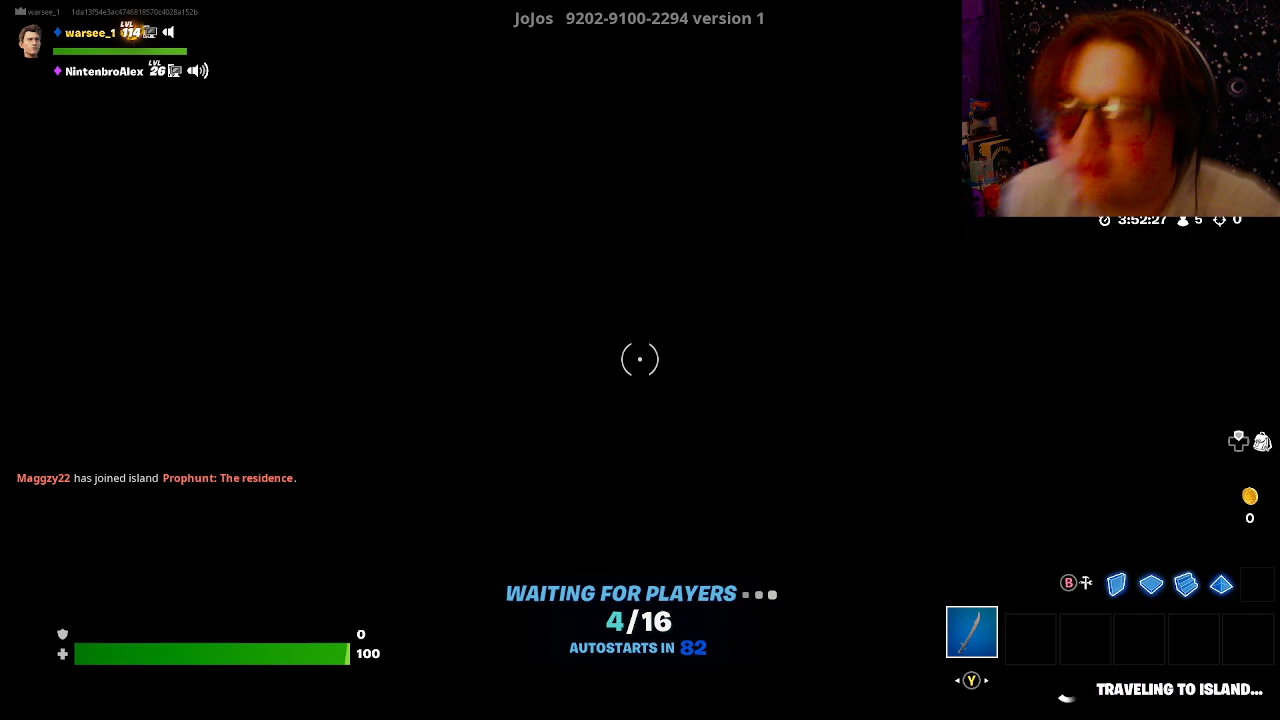 warsee_1 1da13f54e3ac4746818570c4028a152b
JoJos 9202-9100-2294 version 1
warsee_1 LVL 114
NintenbroAlex LVL 26
3:52:27 5 0
Maggzy22 has joined island Prophunt: The residence.
0
B
WAITING FOR PLAYERS
4/16
AUTOSTARTS IN 82
0
100
Y
TRAVELING TO ISLAND...